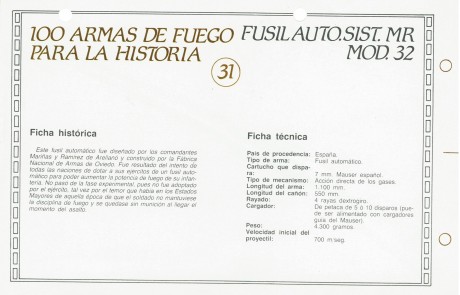 100 ARMAS DE FUEGO
PARA LA HISTORIA
31
FUSIL AUTO.SIST. MR
MOD. 32
Ficha histórica
Este fusil automático fue diseñado por los comandantes
Mariñas y Ramírez de Arellano y construido por la Fábrica
Nacional de Armas de Oviedo. Fue resultado del intento de
todas las naciones de dotar a sus ejércitos de un fusil auto-
mático para poder aumentar la potencia de fuego de su infan-
tería. No pasó de la fase experimental, pues no fue adoptado
por el ejército, tal vez por el temor que había en los Estados
Mayores de aquella época de que el soldado no mantuviese
la disciplina de fuego y se quedase sin munición al llegar el
momento del asalto.
Ficha técnica
País de procedencia: España.
Tipo de arma: Fusil automático.
Cartucho que dispa-
ra: 7 mm. Máuser español.
Tipo de mecanismo: Acción directa de los gases.
Longitud del arma: 1.100 mm.
Longitud del cañón: 550 mm.
Rayado: 4 rayas dextrógiro.
Cargador: De petaca de 5 ó 10 disparos (pue-
de ser alimentado con cargadores
guía del Mauser).
Peso: 4.300 gramos
Velocidad inicial del
proyectil: 700 m/seg.